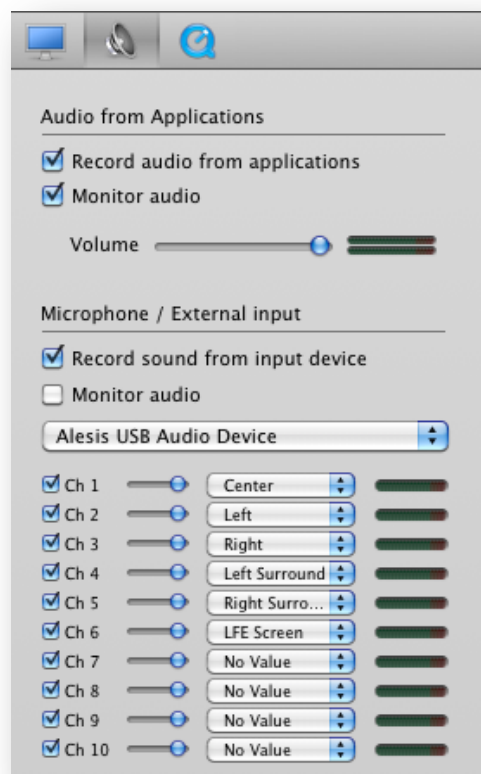 Audio from Applications
Record audio from applications
Monitor audio
Volume
Microphone / External input
Record sound from input device
Monitor audio
Alesis USB Audio Device
Ch 1 Center
Ch 2 Left
Ch 3 Right
Ch 4 Left Surround
Ch 5 Right Surro...
Ch 6 LFE Screen
Ch 7 No Value
Ch 8 No Value
Ch 9 No Value
Ch 10 No Value